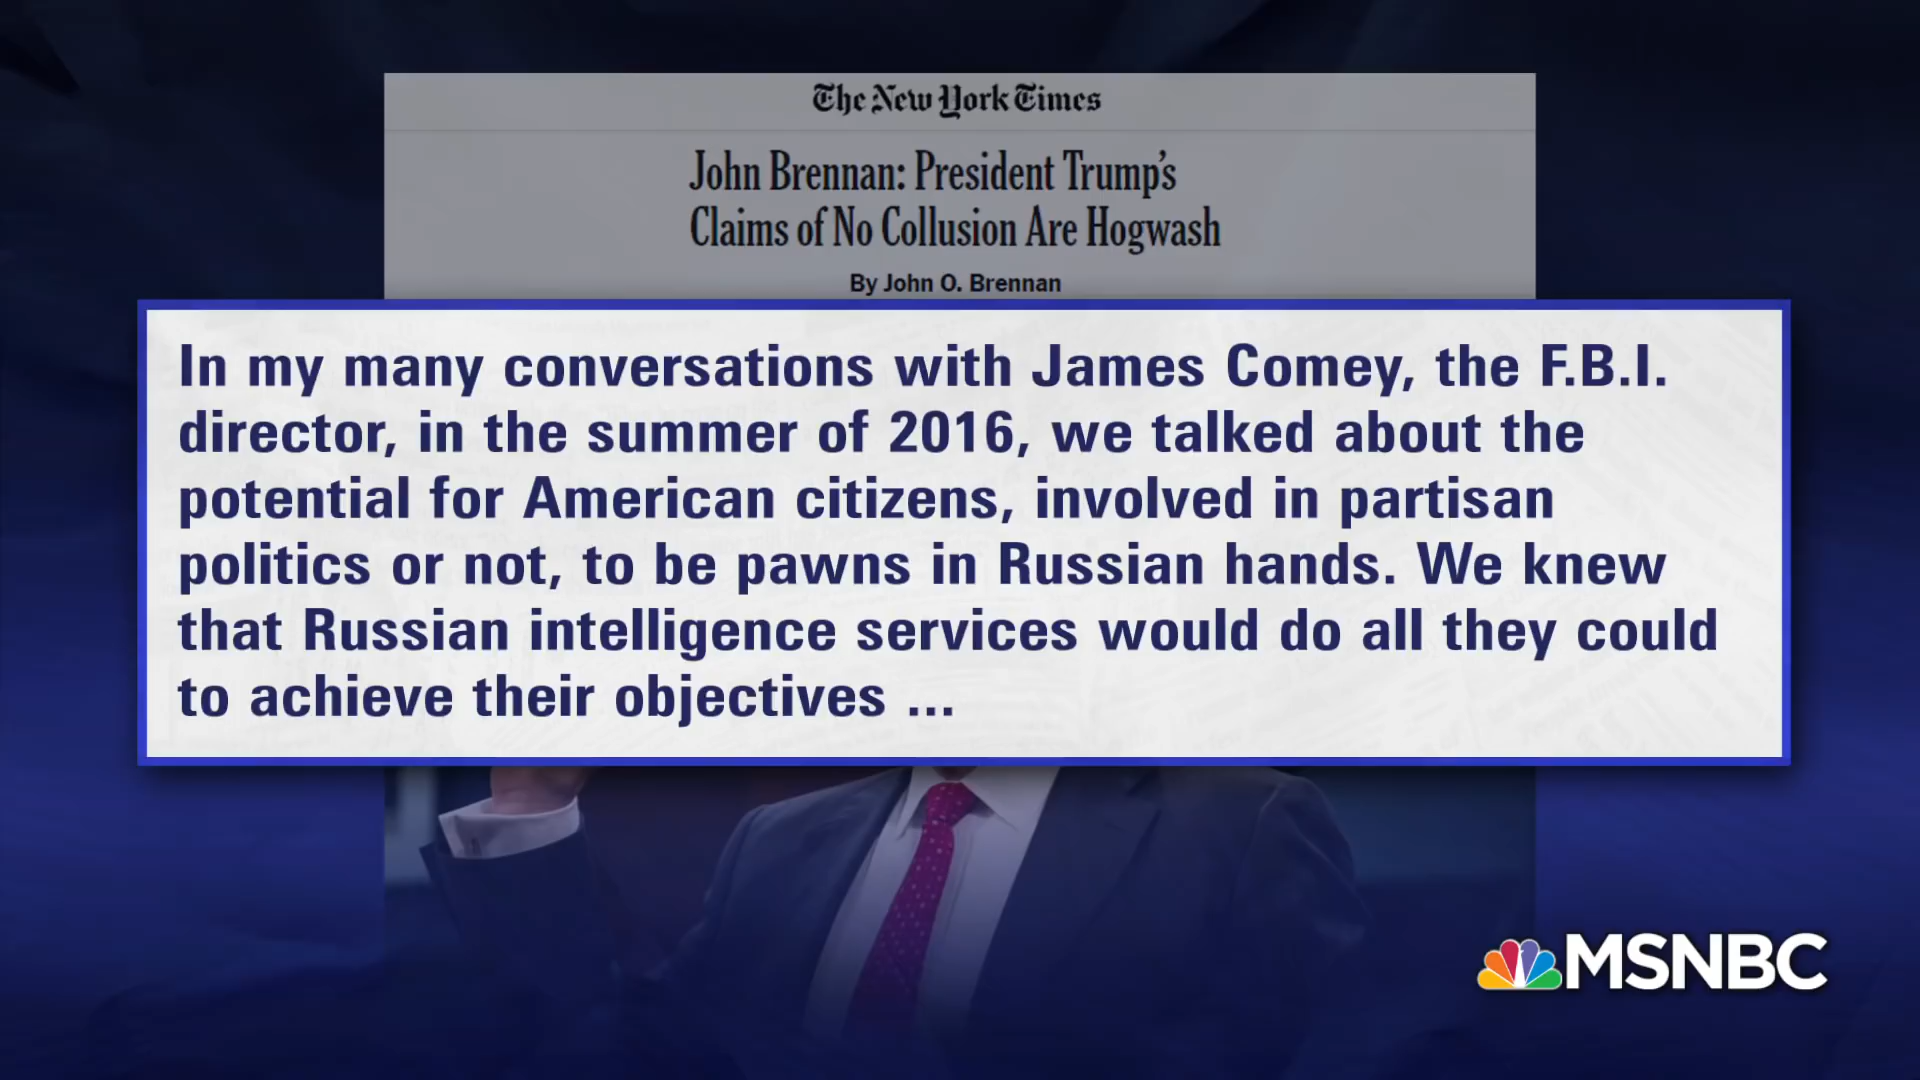 The New York Times
John Brennan: President Trump's
Claims of No Collusion Are Hogwash
By John O. Brennan
In my many conversations with James Comey, the F.B.I.
director, in the summer of 2016, we talked about the
potential for American citizens, involved in partisan
politics or not, to be pawns in Russian hands. We knew
that Russian intelligence services would do all they could
to achieve their objectives ...
MSNBC